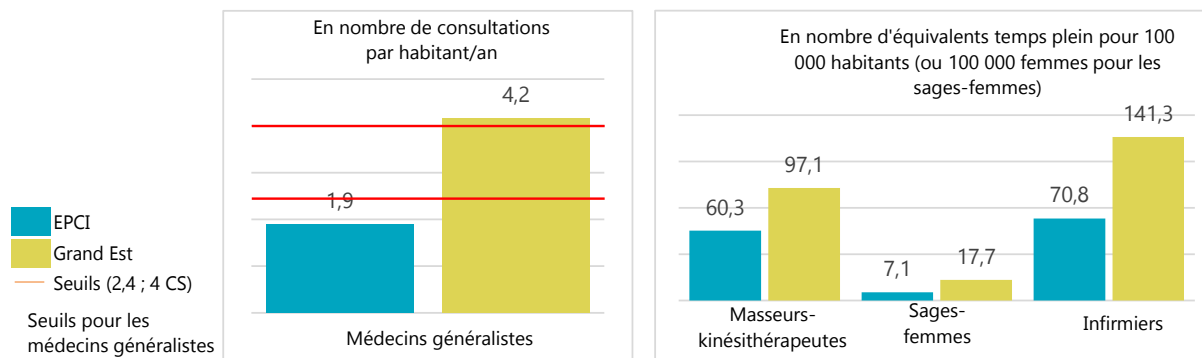 En nombre de consultations
par habitant/an
4,2
1,9
Médecins généralistes
EPCI
Grand Est
Seuils (2,4 ; 4 CS)
Seuils pour les
médecins généralistes
En nombre d'équivalents temps plein pour 100
000 habitants (ou 100 000 femmes pour les
sages-femmes)
141,3
97,1
60,3
70,8
7,1
17,7
Masseurs-
kinésithérapeutes
Sages-
femmes
Infirmiers